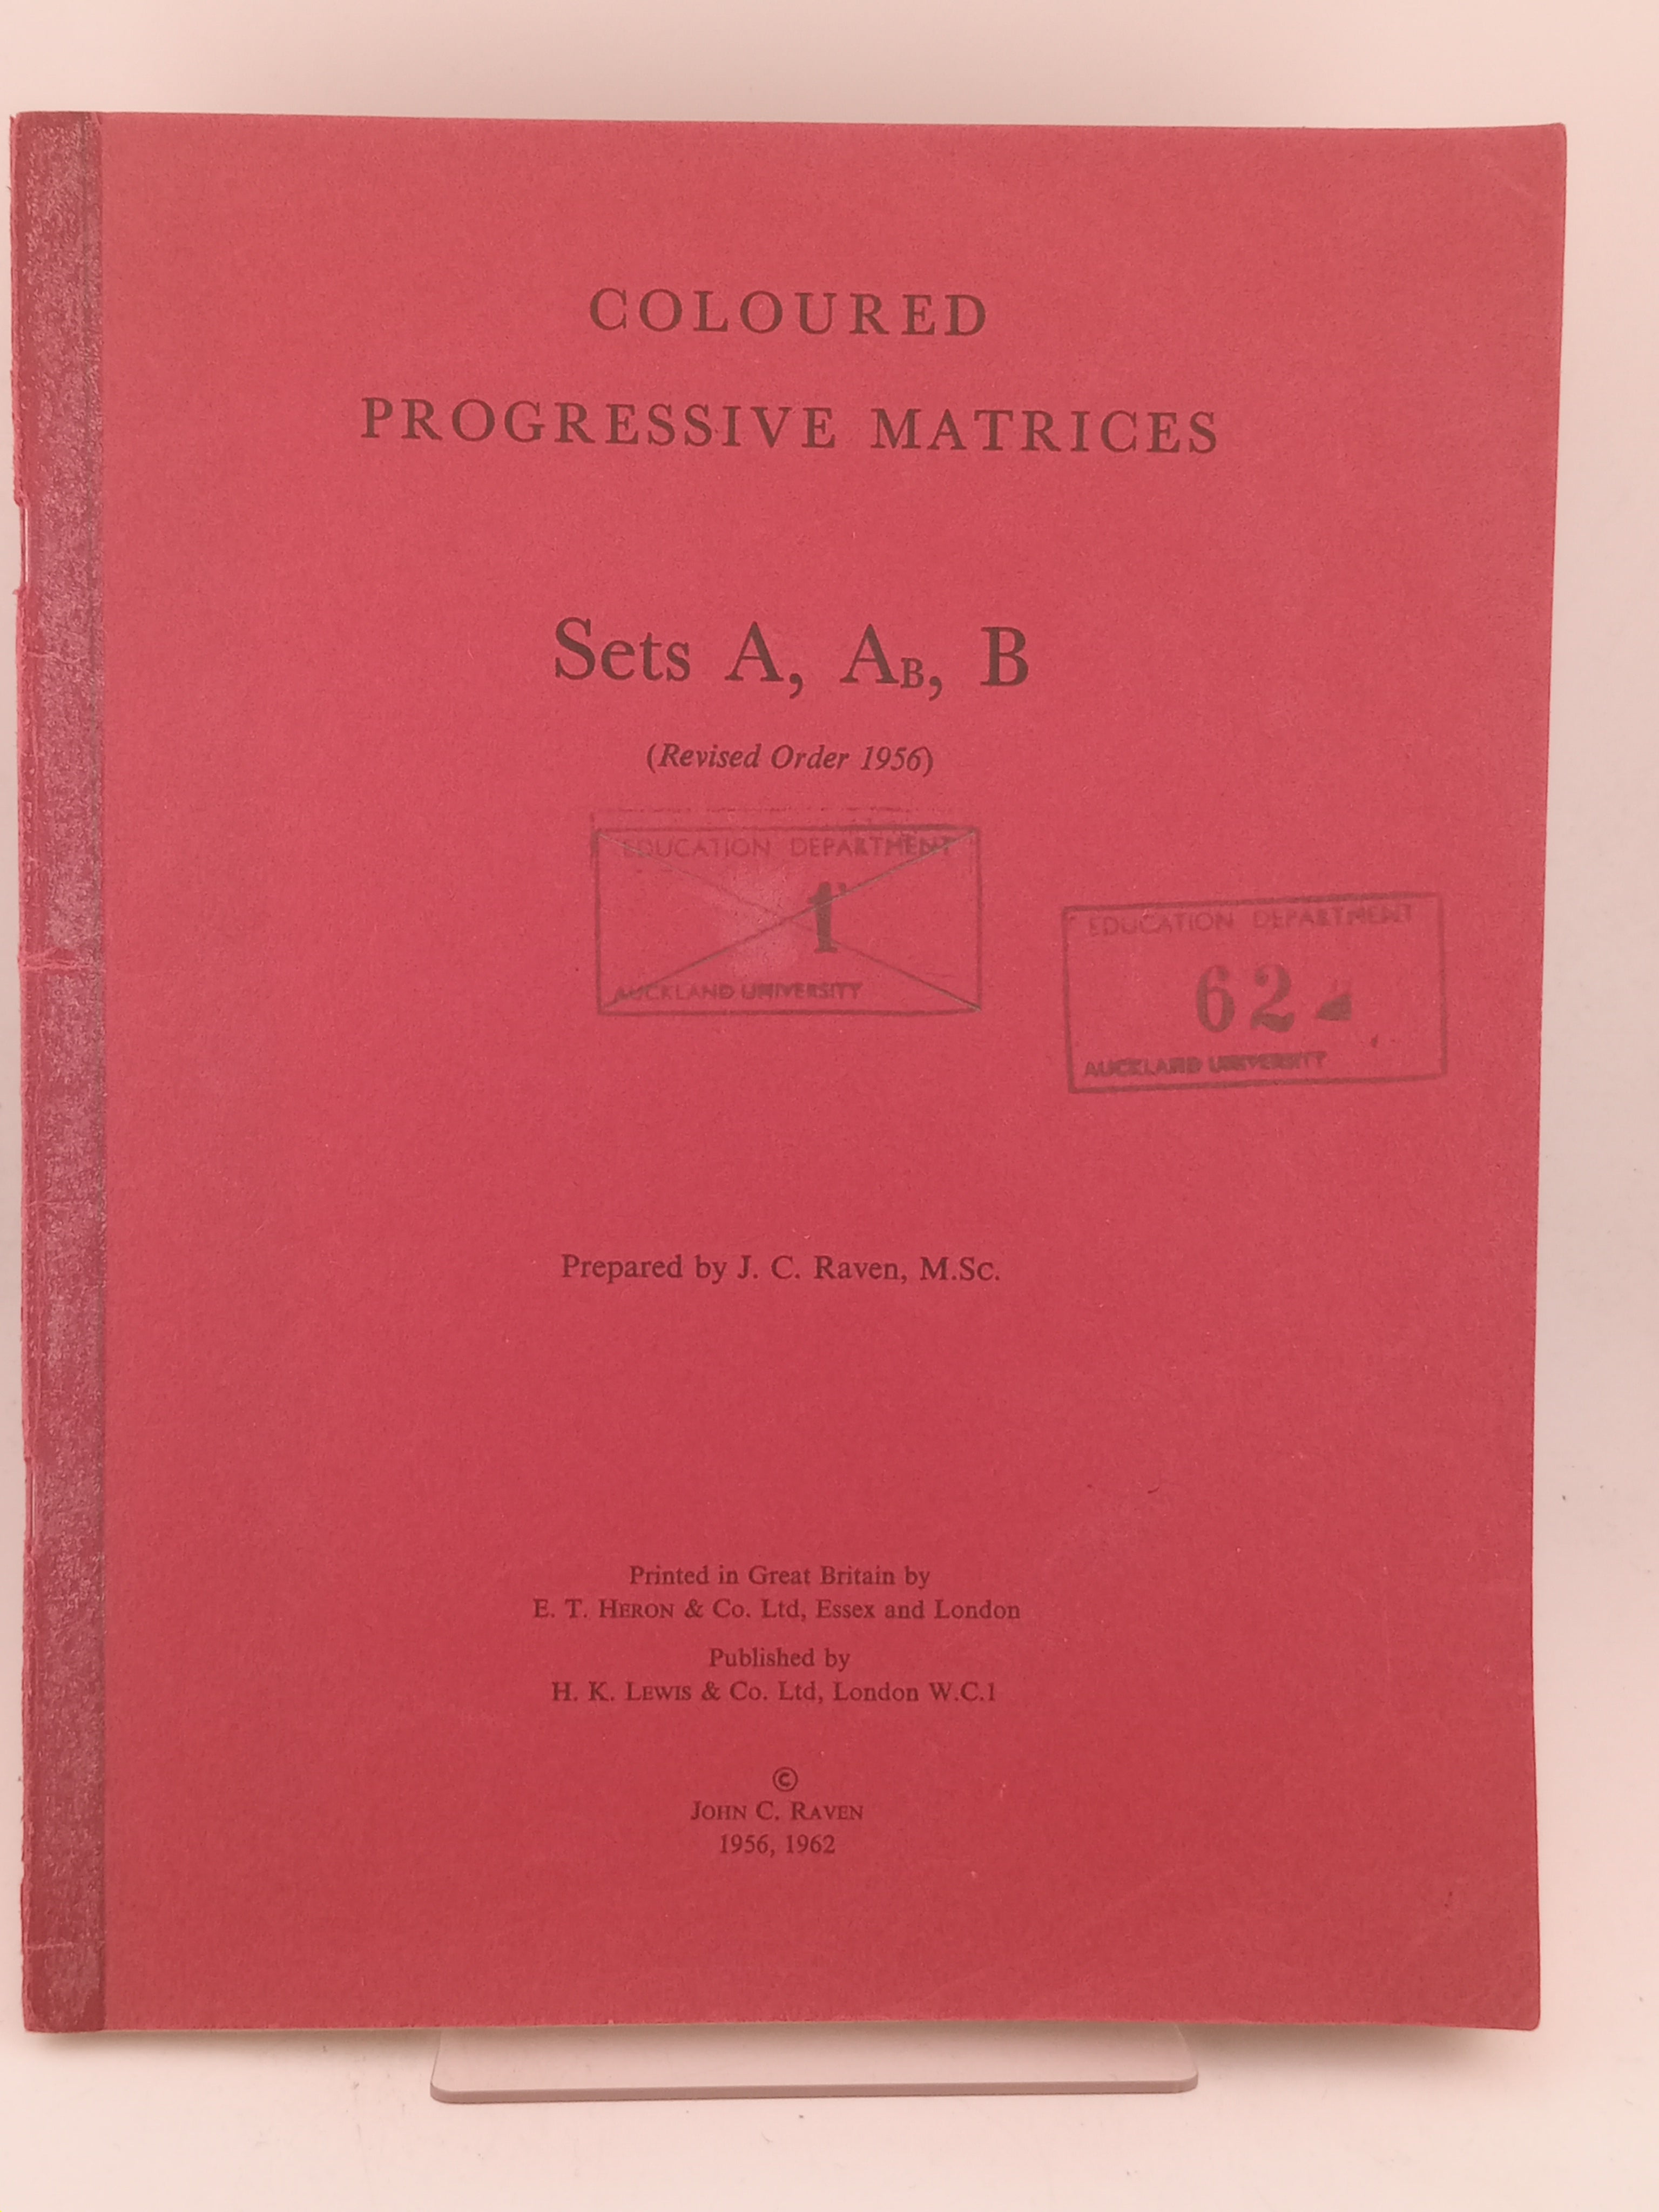 COLOURED
PROGRESSIVE MATRICES
Sets A, AB, B
(Revised Order 1956)
EDUCATION DEPARTMENT
1
AUCKLAND UNIVERSITY
EDUCATION DEPARTMENT
62
AUCKLAND UNIVERSITY
Prepared by J. C. Raven, M.Sc.
Printed in Great Britain by
E. T. HERON & Co. Ltd, Essex and London
Published by
H. K. LEWIS & Co. Ltd, London W.C.1
©
JOHN C. RAVEN
1956, 1962